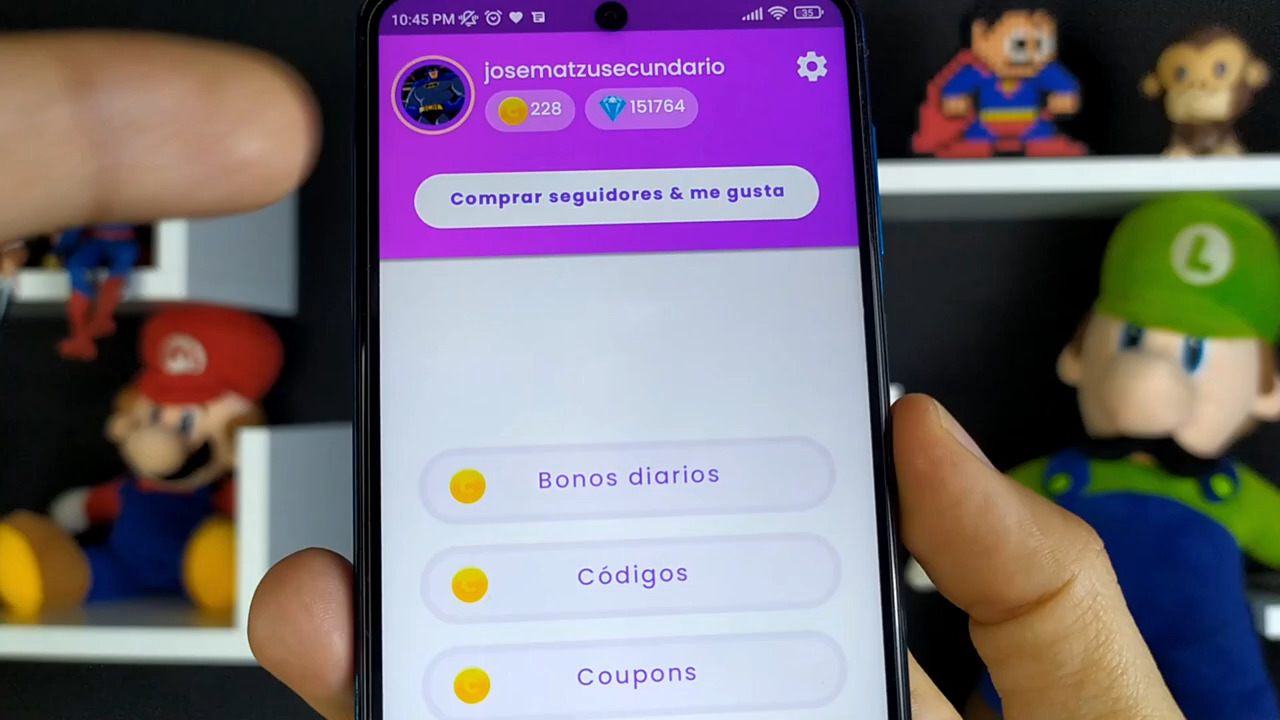 10:45 PM
35
josematzusecundario
228
151764
Comprar seguidores & me gusta
Bonos diarios
Códigos
Coupons
L